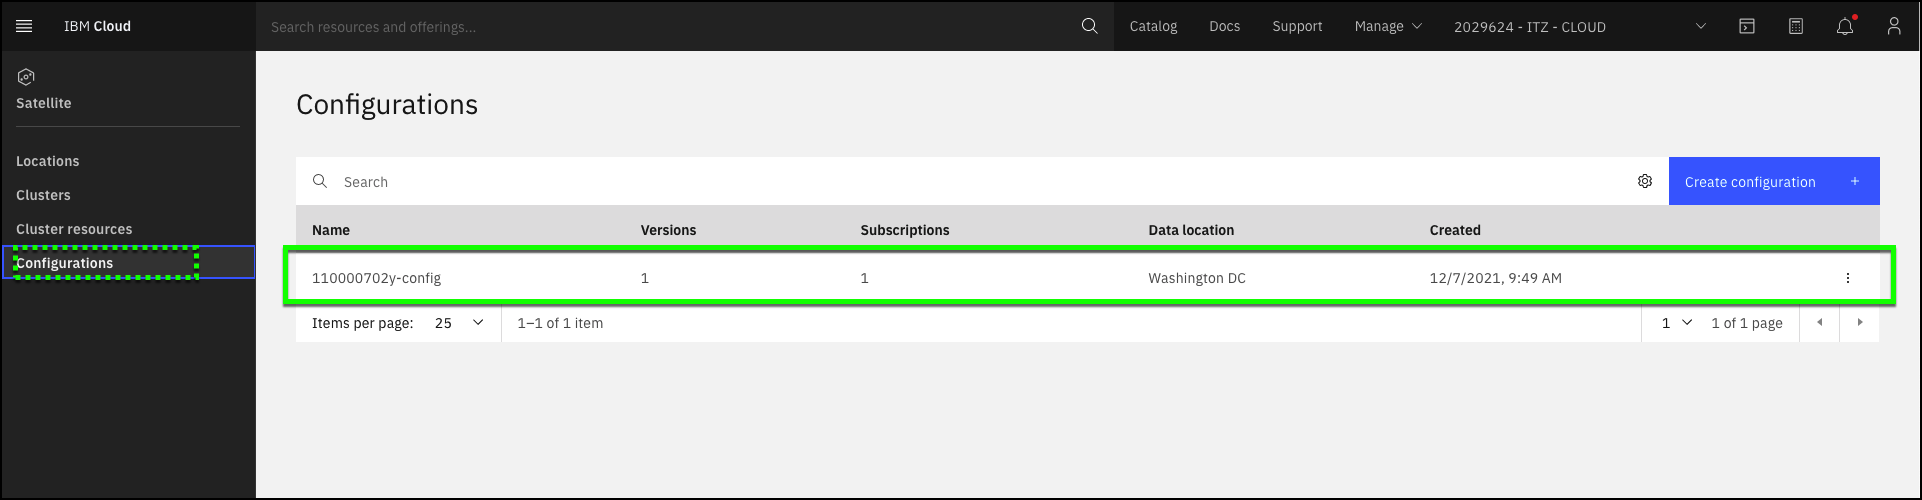 IBM Cloud
Search resources and offerings...
Catalog
Docs
Support
Manage
2029624 - ITZ - CLOUD
Satellite
Locations
Clusters
Cluster resources
Configurations
Configurations
Search
Create configuration +
Name Versions Subscriptions Data location Created
110000702y-config 1 1 Washington DC 12/7/2021, 9:49 AM
Items per page: 25 1–1 of 1 item 1 1 of 1 page